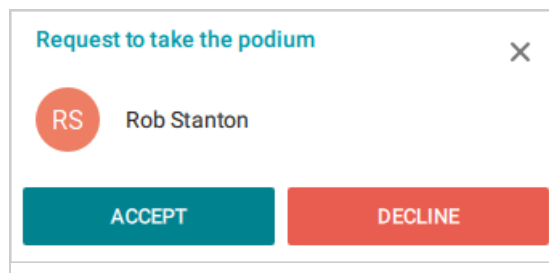 Request to take the podium
RS
Rob Stanton
ACCEPT
DECLINE